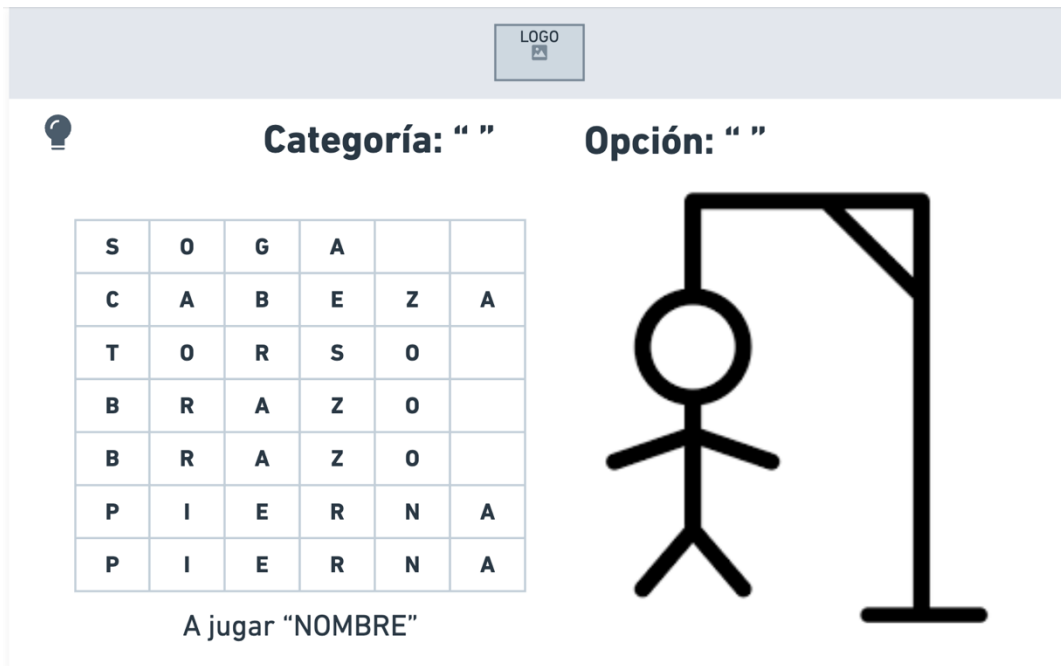 LOGO
Categoría: “ ” Opción: “ ”
S O G A
C A B E Z A
T O R S O
B R A Z O
B R A Z O
P I E R N A
P I E R N A
A jugar “NOMBRE”